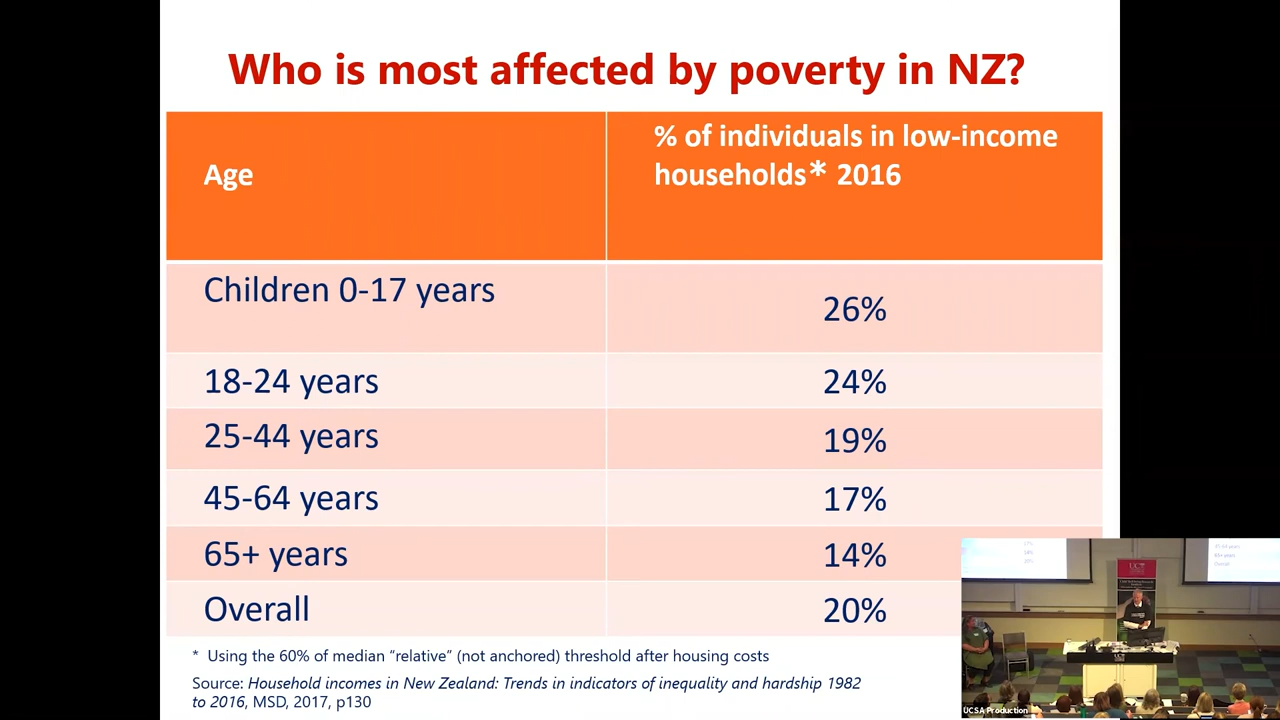 Who is most affected by poverty in NZ?
Age
% of individuals in low-income
households* 2016
Children 0-17 years
26%
18-24 years
24%
25-44 years
19%
45-64 years
17%
65+ years
14%
Overall
20%
* Using the 60% of median “relative” (not anchored) threshold after housing costs
Source: Household incomes in New Zealand: Trends in indicators of inequality and hardship 1982
to 2016, MSD, 2017, p130
UCSA Production